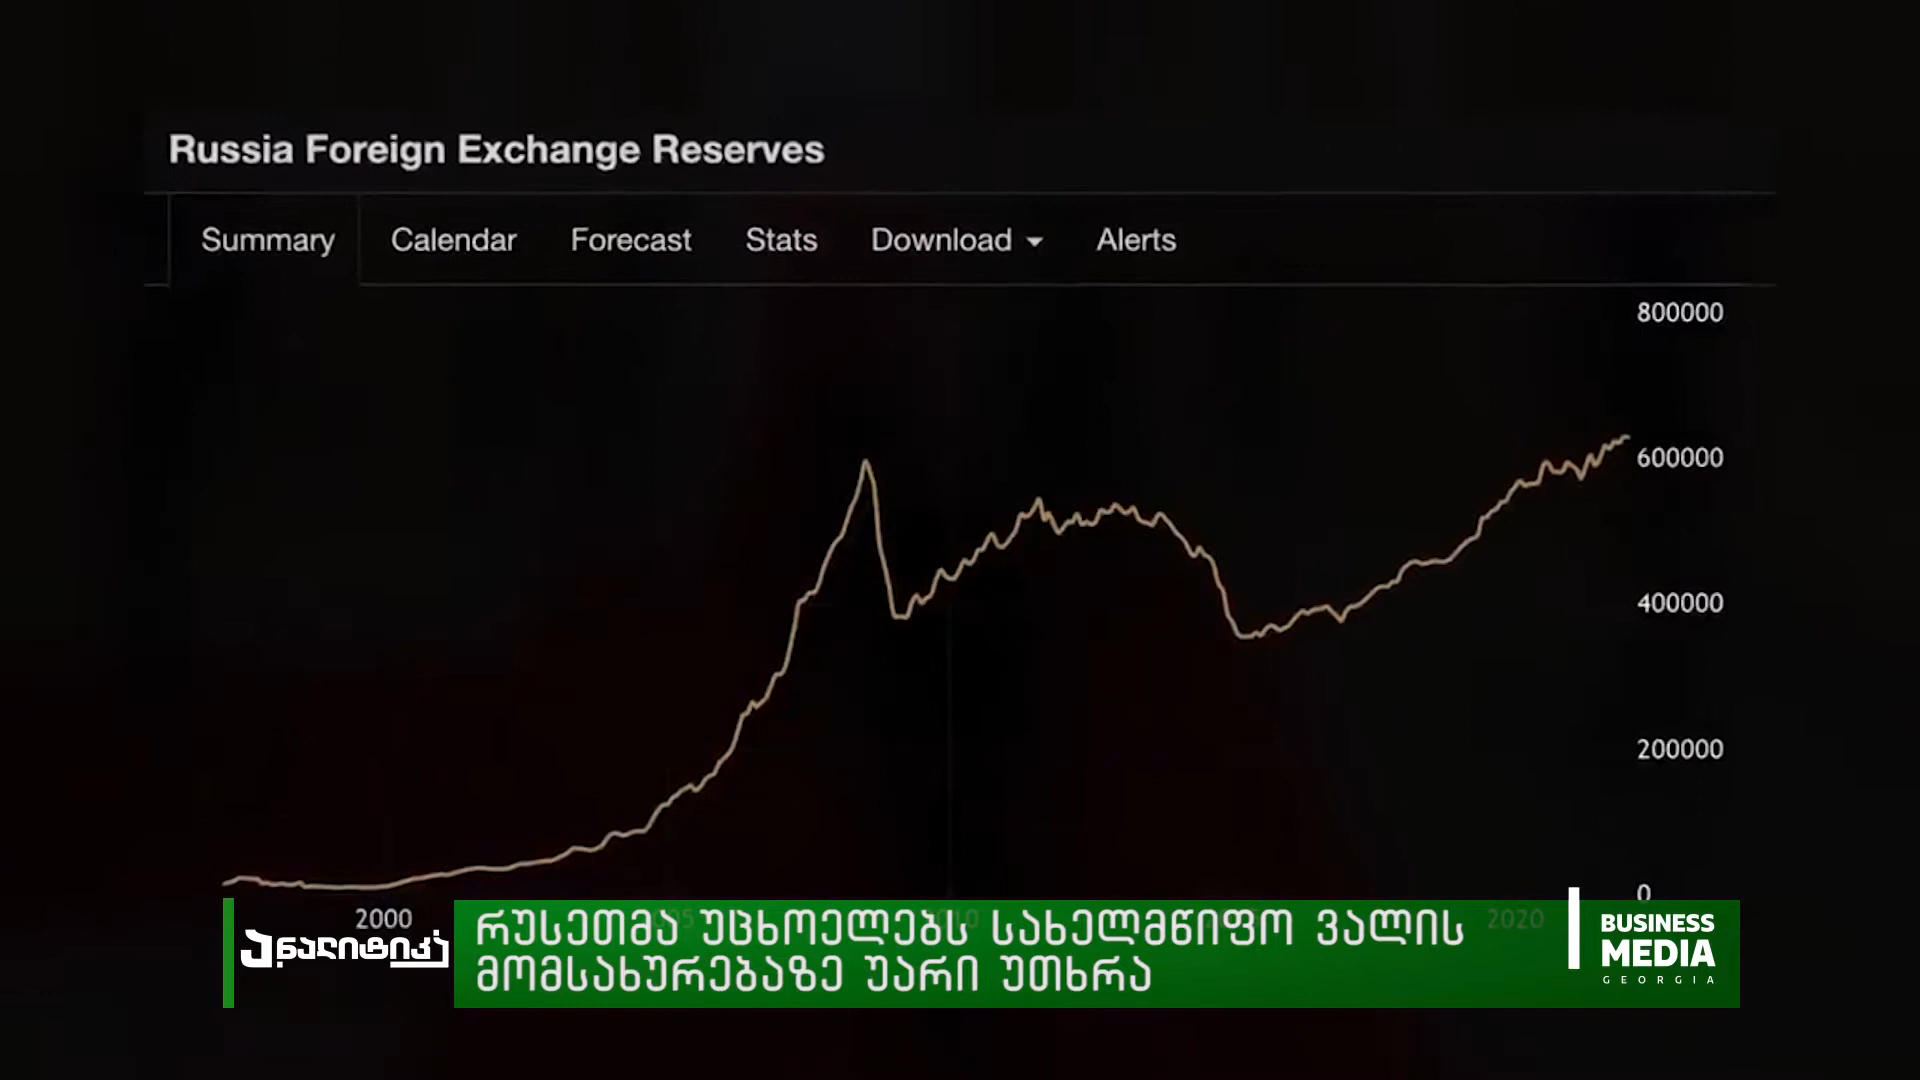 Russia Foreign Exchange Reserves
Summary Calendar Forecast Stats Download Alerts
800000
600000
400000
200000
0
2000 2010 2020
ანალიტიკა
რუსეთმა უცხოელებს სახელმწიფო ვალის
მომსახურებაზე უარი უთხრა
BUSINESS
MEDIA
GEORGIA